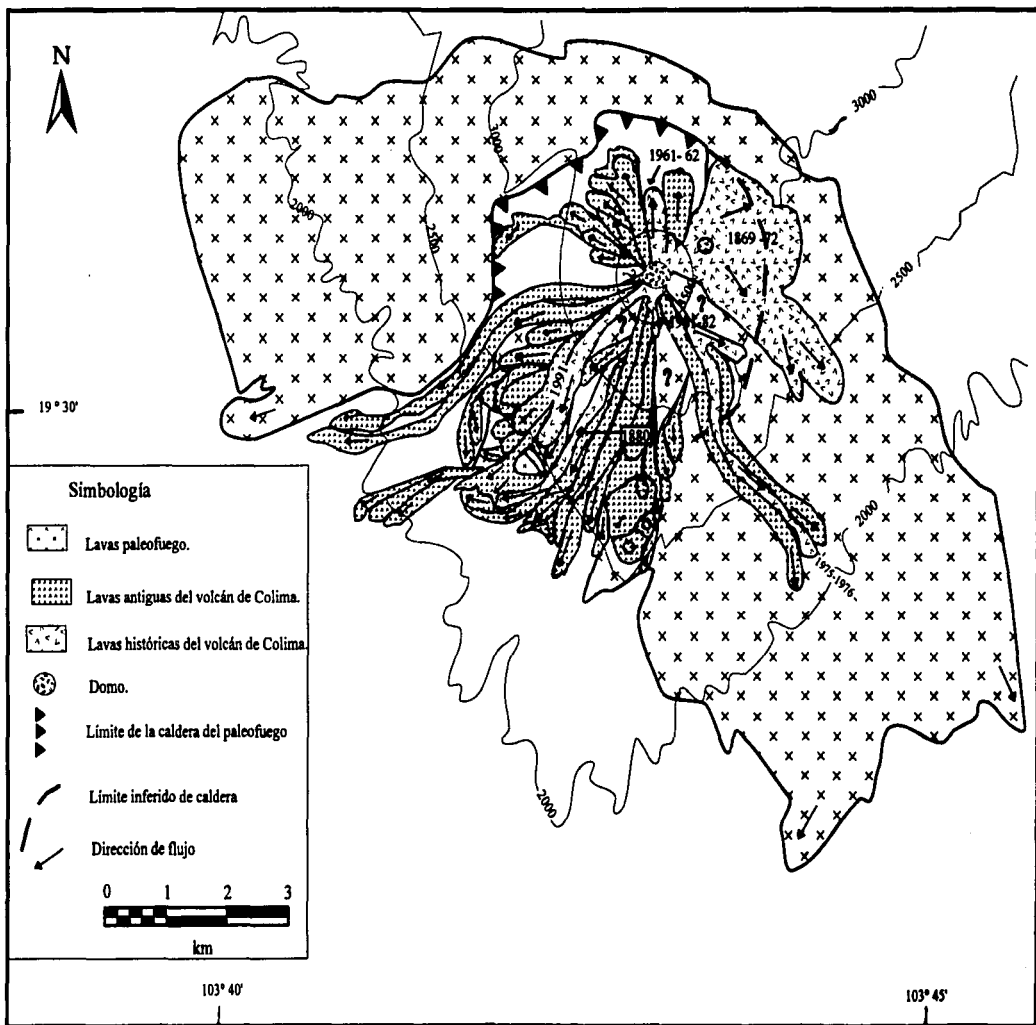 N
3000
3000
2000
2500
1961-62
1869-72
2500
19° 30'
1991
1880
2000
1975-1976
2000
Simbología
Lavas paleofuego.
Lavas antiguas del volcán de Colima.
Lavas históricas del volcán de Colima.
Domo.
Límite de la caldera del paleofuego
Límite inferido de caldera
Dirección de flujo
0 1 2 3
km
103° 40'
103° 45'